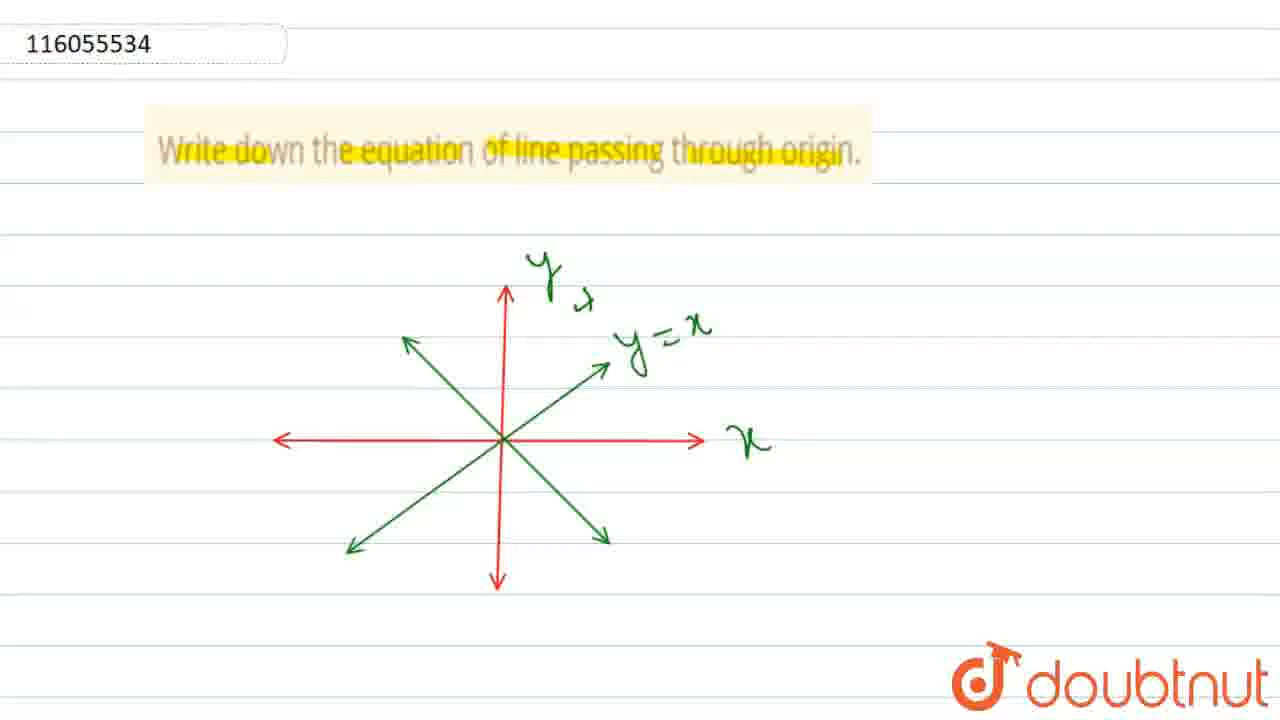 116055534
Write down the equation of line passing through origin.
y
y = x
x
doubtnut